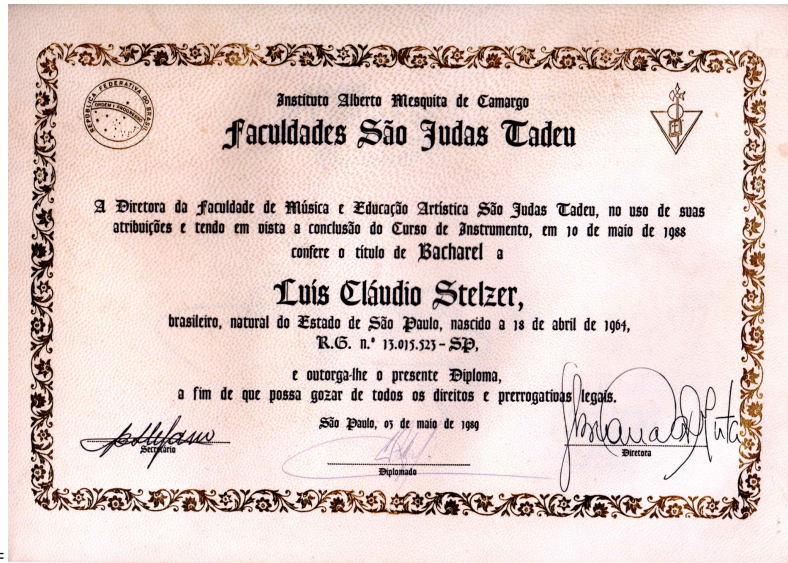 REPÚBLICA FEDERATIVA DO BRASIL
ORDEM E PROGRESSO
Instituto Alberto Mesquita de Camargo
Faculdades São Judas Tadeu
A Diretora da Faculdade de Música e Educação Artística São Judas Tadeu, no uso de suas
atribuições e tendo em vista a conclusão do Curso de Instrumento, em 10 de maio de 1988
confere o título de Bacharel a
Luís Cláudio Stelzer,
brasileiro, natural do Estado de São Paulo, nascido a 18 de abril de 1964,
R.G. n.º 13.015.523 - SP,
e outorga-lhe o presente Diploma,
a fim de que possa gozar de todos os direitos e prerrogativas legais.
São Paulo, 03 de maio de 1989
Secretário
Diplomado
Diretora